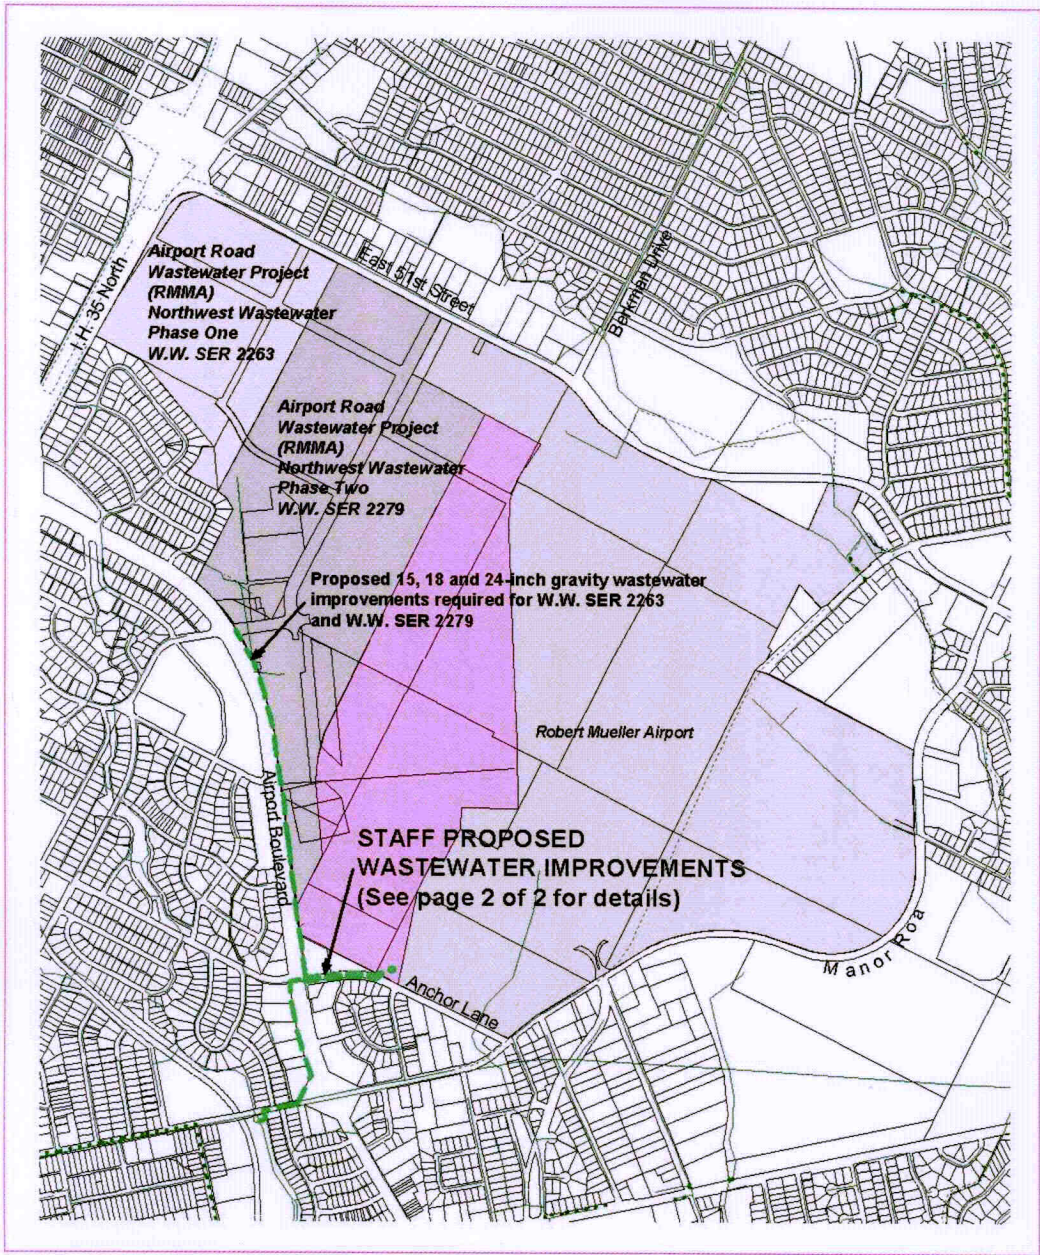 East 51st Street
Berkman Drive
I.H. 35 North
Airport Road
Wastewater Project
(RMMA)
Northwest Wastewater
Phase One
W.W. SER 2263
Airport Road
Wastewater Project
(RMMA)
Northwest Wastewater
Phase Two
W.W. SER 2279
Proposed 15, 18 and 24-inch gravity wastewater
improvements required for W.W. SER 2263
and W.W. SER 2279
Robert Mueller Airport
Airport Boulevard
STAFF PROPOSED
WASTEWATER IMPROVEMENTS
(See page 2 of 2 for details)
Manor Roa
Anchor Lane